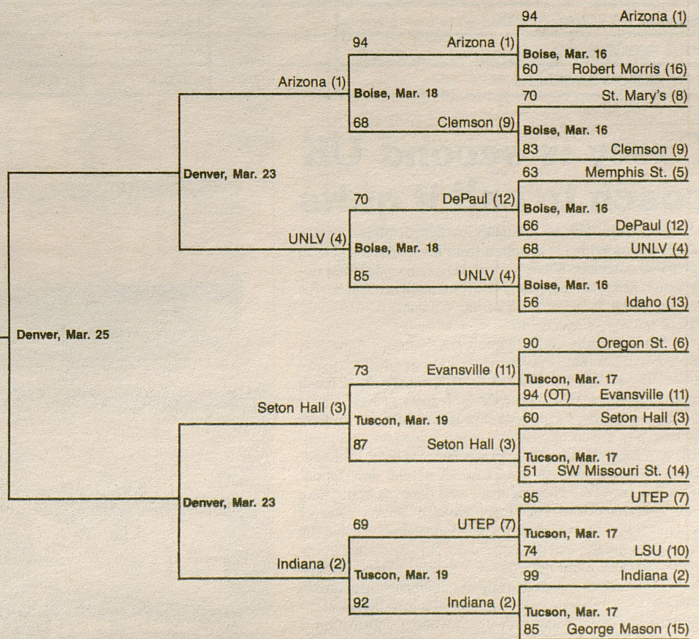 94 Arizona (1)
Boise, Mar. 16
60 Robert Morris (16)
94 Arizona (1)
Boise, Mar. 18
68 Clemson (9)
70 St. Mary's (8)
Boise, Mar. 16
83 Clemson (9)
Arizona (1)
Denver, Mar. 23
UNLV (4)
63 Memphis St. (5)
Boise, Mar. 16
66 DePaul (12)
70 DePaul (12)
Boise, Mar. 18
85 UNLV (4)
68 UNLV (4)
Boise, Mar. 16
56 Idaho (13)
Denver, Mar. 25
90 Oregon St. (6)
Tuscon, Mar. 17
94 (OT) Evansville (11)
73 Evansville (11)
Tuscon, Mar. 19
87 Seton Hall (3)
60 Seton Hall (3)
Tucson, Mar. 17
51 SW Missouri St. (14)
Seton Hall (3)
Denver, Mar. 23
Indiana (2)
85 UTEP (7)
Tucson, Mar. 17
74 LSU (10)
69 UTEP (7)
Tuscon, Mar. 19
92 Indiana (2)
99 Indiana (2)
Tucson, Mar. 17
85 George Mason (15)